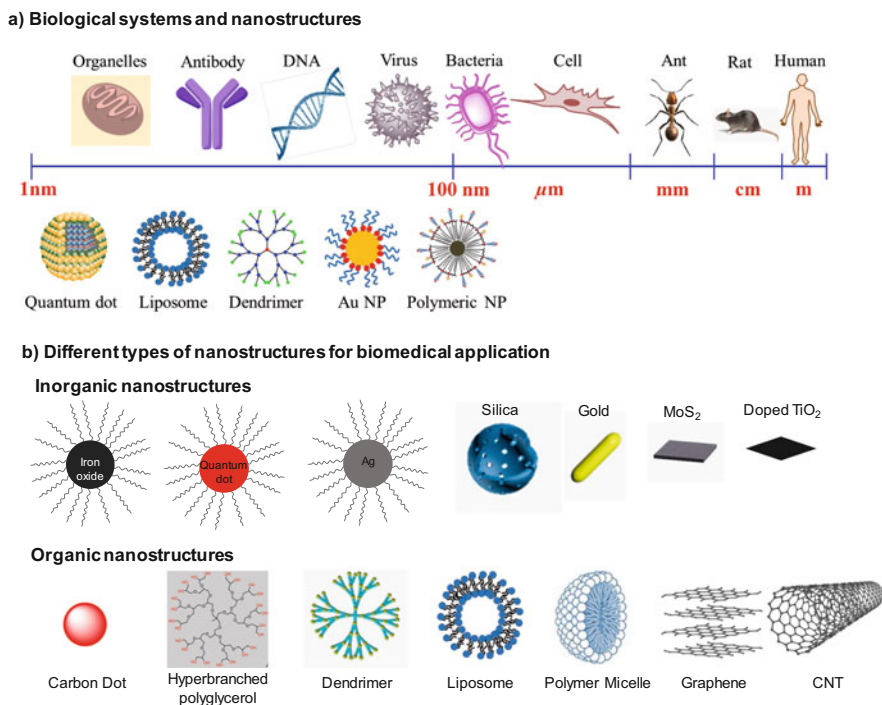 a) Biological systems and nanostructures
Organelles Antibody DNA Virus Bacteria Cell Ant Rat Human
1nm 100 nm μm mm cm m
Quantum dot Liposome Dendrimer Au NP Polymeric NP
b) Different types of nanostructures for biomedical application
Inorganic nanostructures
Silica Gold MoS₂ Doped TiO₂
Iron
oxide
Quantum
dot
Ag
Organic nanostructures
Carbon Dot
Hyperbranched
polyglycerol
Dendrimer Liposome Polymer Micelle Graphene CNT